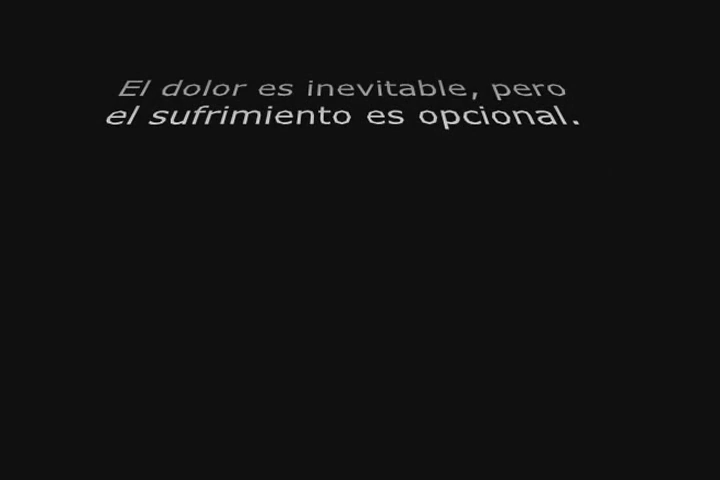 El dolor es inevitable, pero
el sufrimiento es opcional.